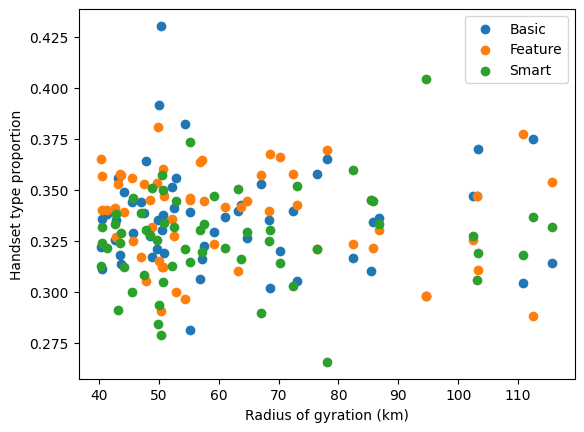 Basic
Feature
Smart
Handset type proportion
0.425
0.400
0.375
0.350
0.325
0.300
0.275
40 50 60 70 80 90 100 110
Radius of gyration (km)